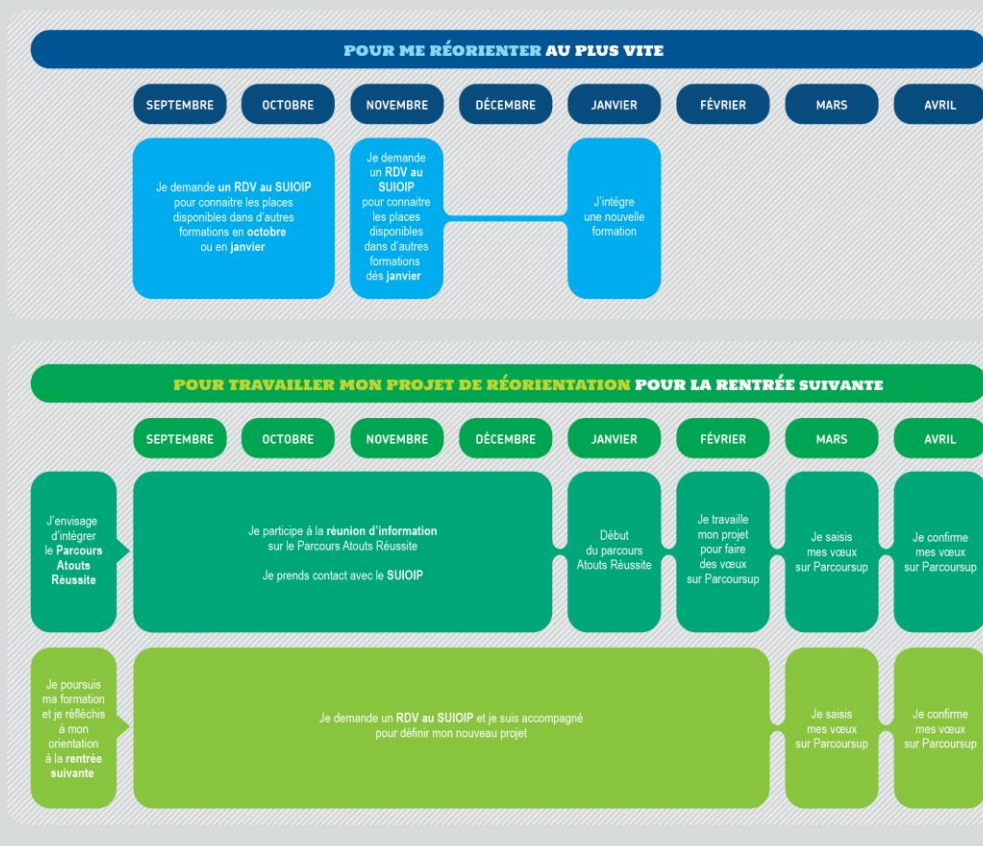 POUR ME RÉORIENTER AU PLUS VITE
SEPTEMBRE
OCTOBRE
NOVEMBRE
DÉCEMBRE
JANVIER
FÉVRIER
MARS
AVRIL
Je demande un RDV au SUIOIP
pour connaitre les places
disponibles dans d'autres
formations en octobre
ou en janvier
Je demande
un RDV au
SUIOIP
pour connaitre
les places
disponibles
dans d'autres
formations
dès janvier
J'intègre
une nouvelle
formation
POUR TRAVAILLER MON PROJET DE RÉORIENTATION POUR LA RENTRÉE SUIVANTE
SEPTEMBRE
OCTOBRE
NOVEMBRE
DÉCEMBRE
JANVIER
FÉVRIER
MARS
AVRIL
J'envisage
d'intégrer
le Parcours
Atouts
Réussite
Je participe à la réunion d'information
sur le Parcours Atouts Réussite
Je prends contact avec le SUIOIP
Début
du parcours
Atouts Réussite
Je travaille
mon projet
pour faire
des vœux
sur Parcoursup
Je saisis
mes vœux
sur Parcoursup
Je confirme
mes vœux
sur Parcoursup
Je poursuis
ma formation
et je réfléchis
à mon
orientation
à la rentrée
suivante
Je demande un RDV au SUIOIP et je suis accompagné
pour définir mon nouveau projet
Je saisis
mes vœux
sur Parcoursup
Je confirme
mes vœux
sur Parcoursup